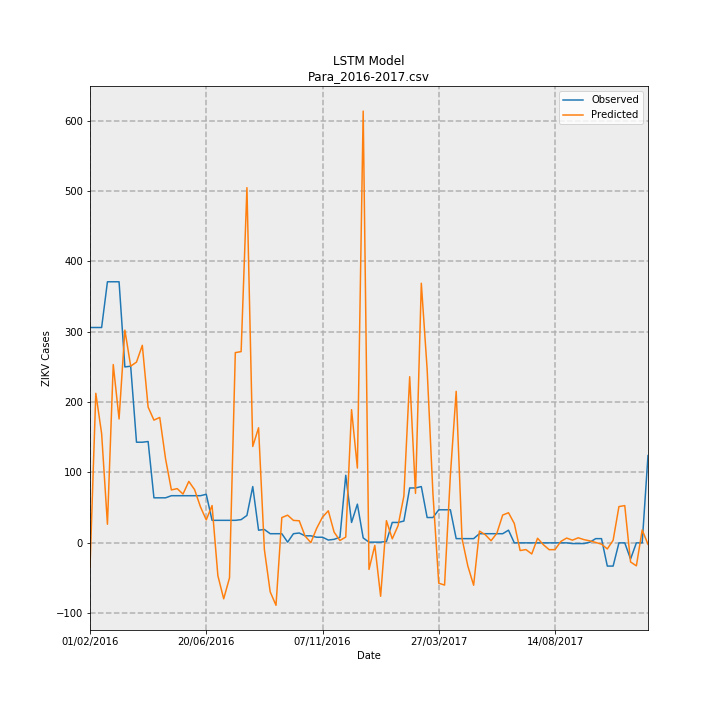 LSTM Model
Para_2016-2017.csv
Observed
Predicted
600
500
400
300
200
100
0
−100
ZIKV Cases
01/02/2016 20/06/2016 07/11/2016 27/03/2017 14/08/2017
Date